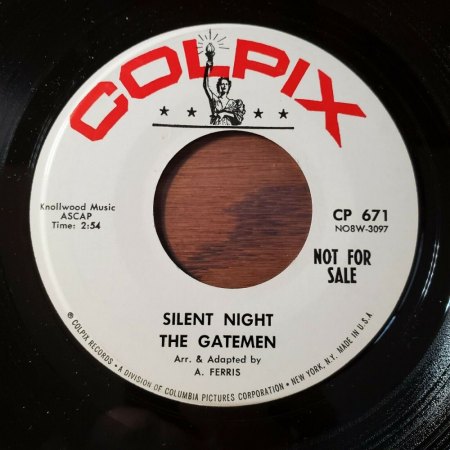 COLPIX
Knollwood Music
ASCAP
Time: 2:54
CP 671
NO8W-3097
NOT FOR
SALE
SILENT NIGHT
THE GATEMEN
Arr. & Adapted by
A. FERRIS
© COLPIX RECORDS • A DIVISION OF COLUMBIA PICTURES CORPORATION • NEW YORK, N.Y. MADE IN U.S.A.